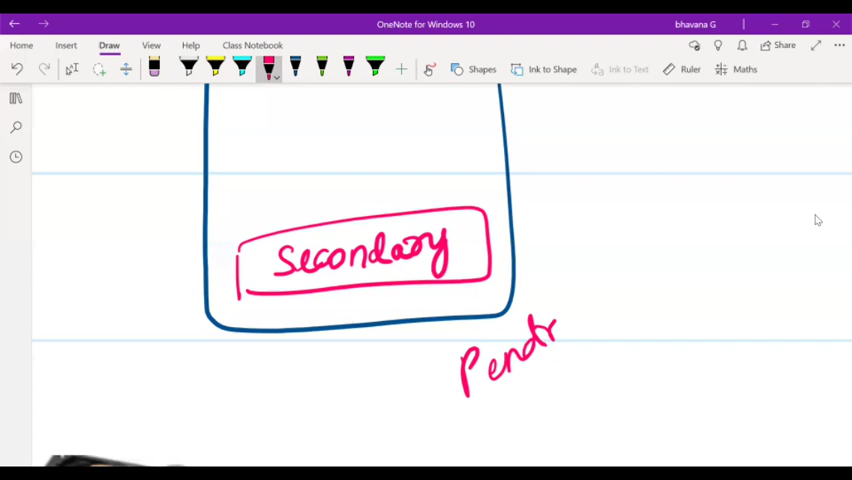 OneNote for Windows 10
bhavana G
Home Insert Draw View Help Class Notebook
Share
Shapes Ink to Shape Ink to Text Ruler Maths
Secondary
Pendr